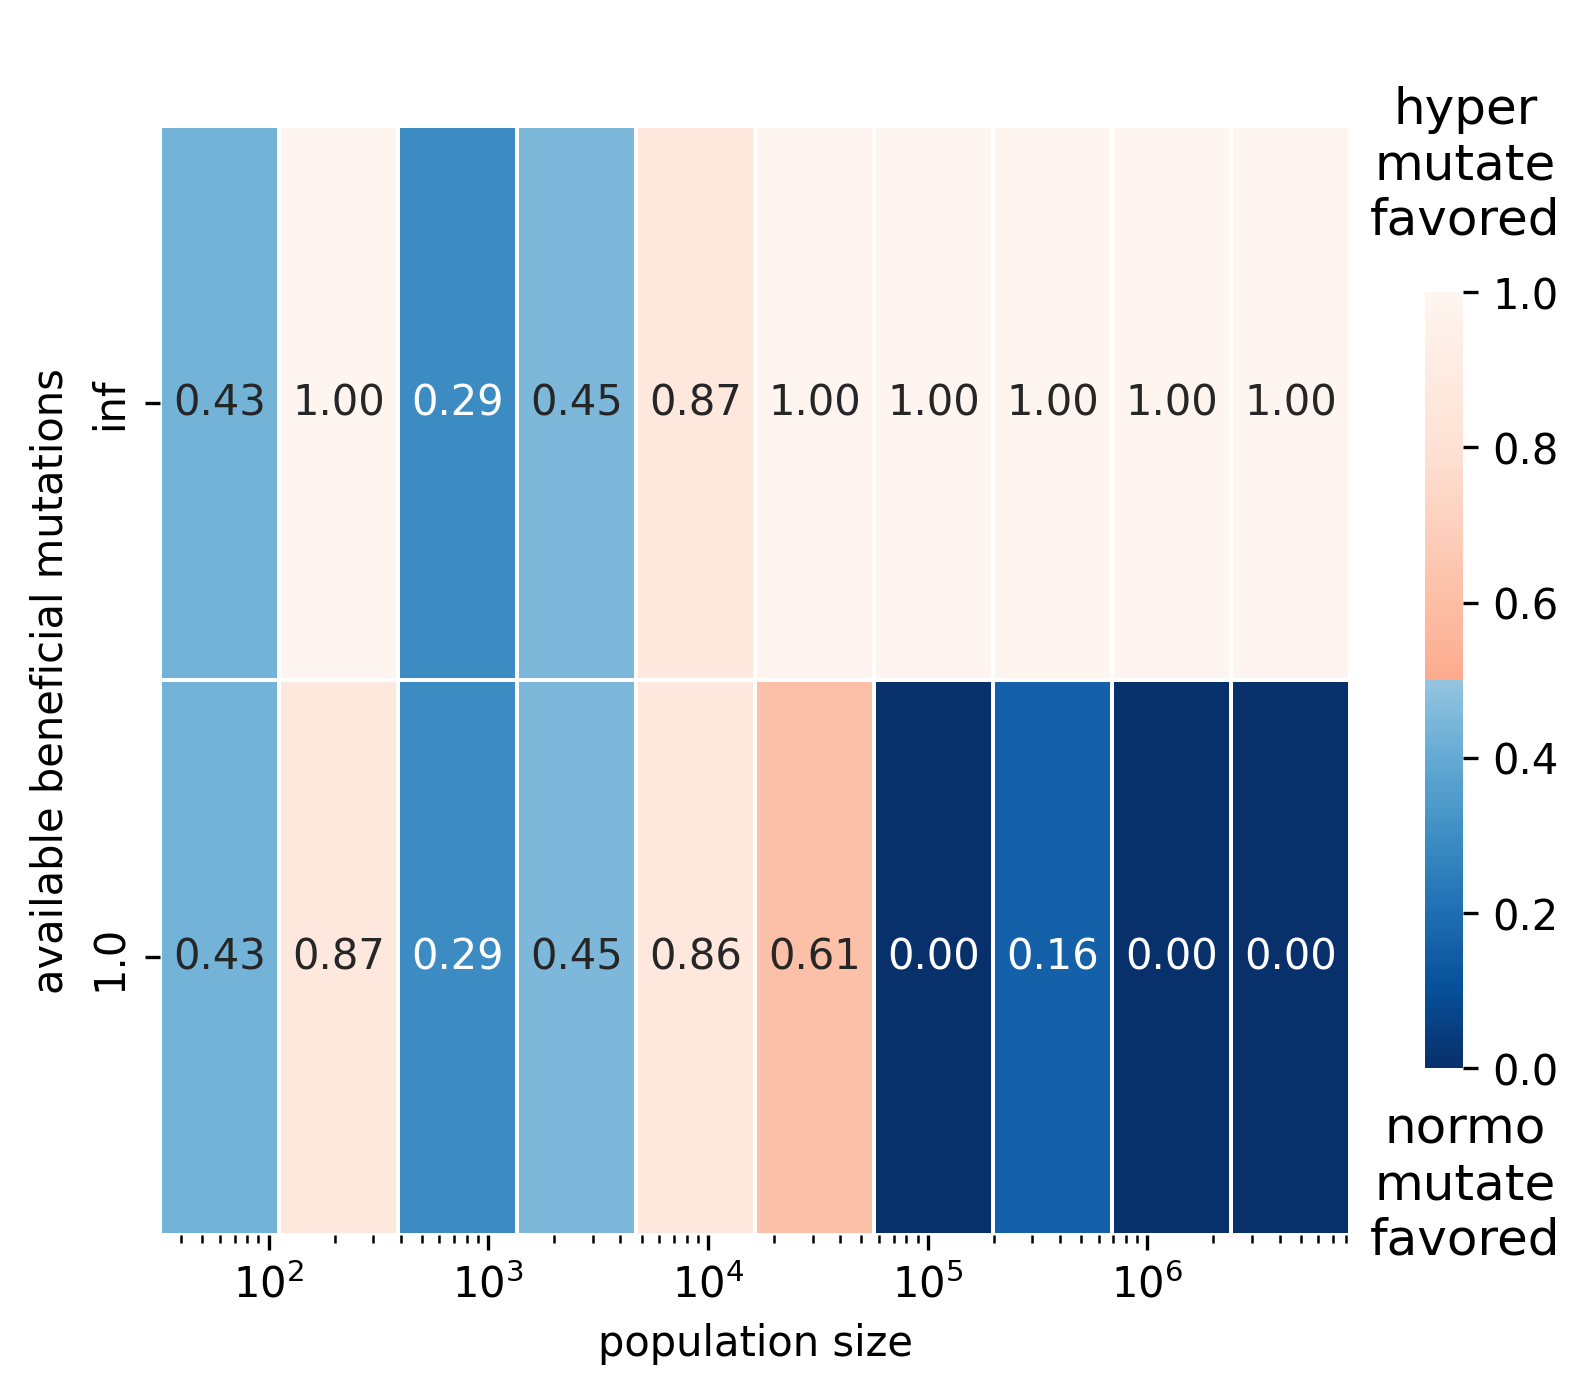 hyper
mutate
favored
available beneficial mutations
inf
0.43 1.00 0.29 0.45 0.87 1.00 1.00 1.00 1.00 1.00
1.0
0.43 0.87 0.29 0.45 0.86 0.61 0.00 0.16 0.00 0.00
10² 10³ 10⁴ 10⁵ 10⁶
population size
1.0
0.8
0.6
0.4
0.2
0.0
normo
mutate
favored